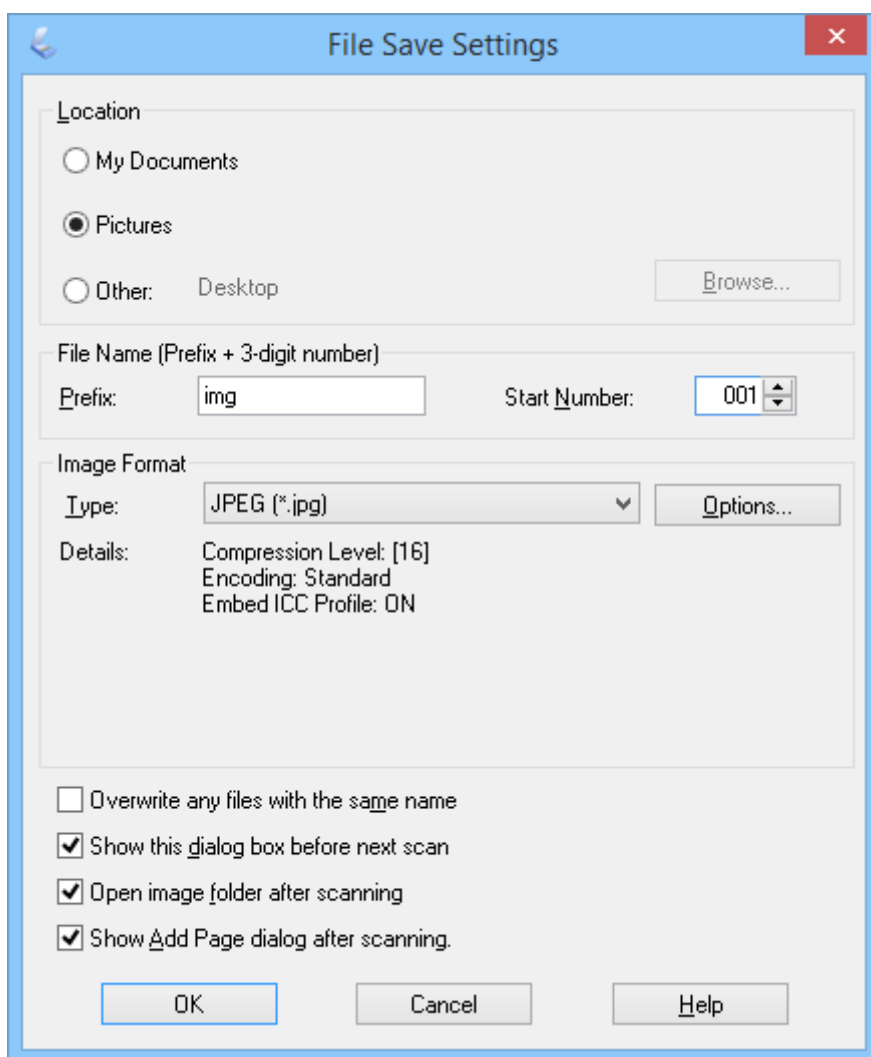 File Save Settings
Location
My Documents
Pictures
Other: Desktop Browse...
File Name (Prefix + 3-digit number)
Prefix: img Start Number: 001
Image Format
Type: JPEG (*.jpg) Options...
Details: Compression Level: [16]
Encoding: Standard
Embed ICC Profile: ON
Overwrite any files with the same name
Show this dialog box before next scan
Open image folder after scanning
Show Add Page dialog after scanning.
OK Cancel Help